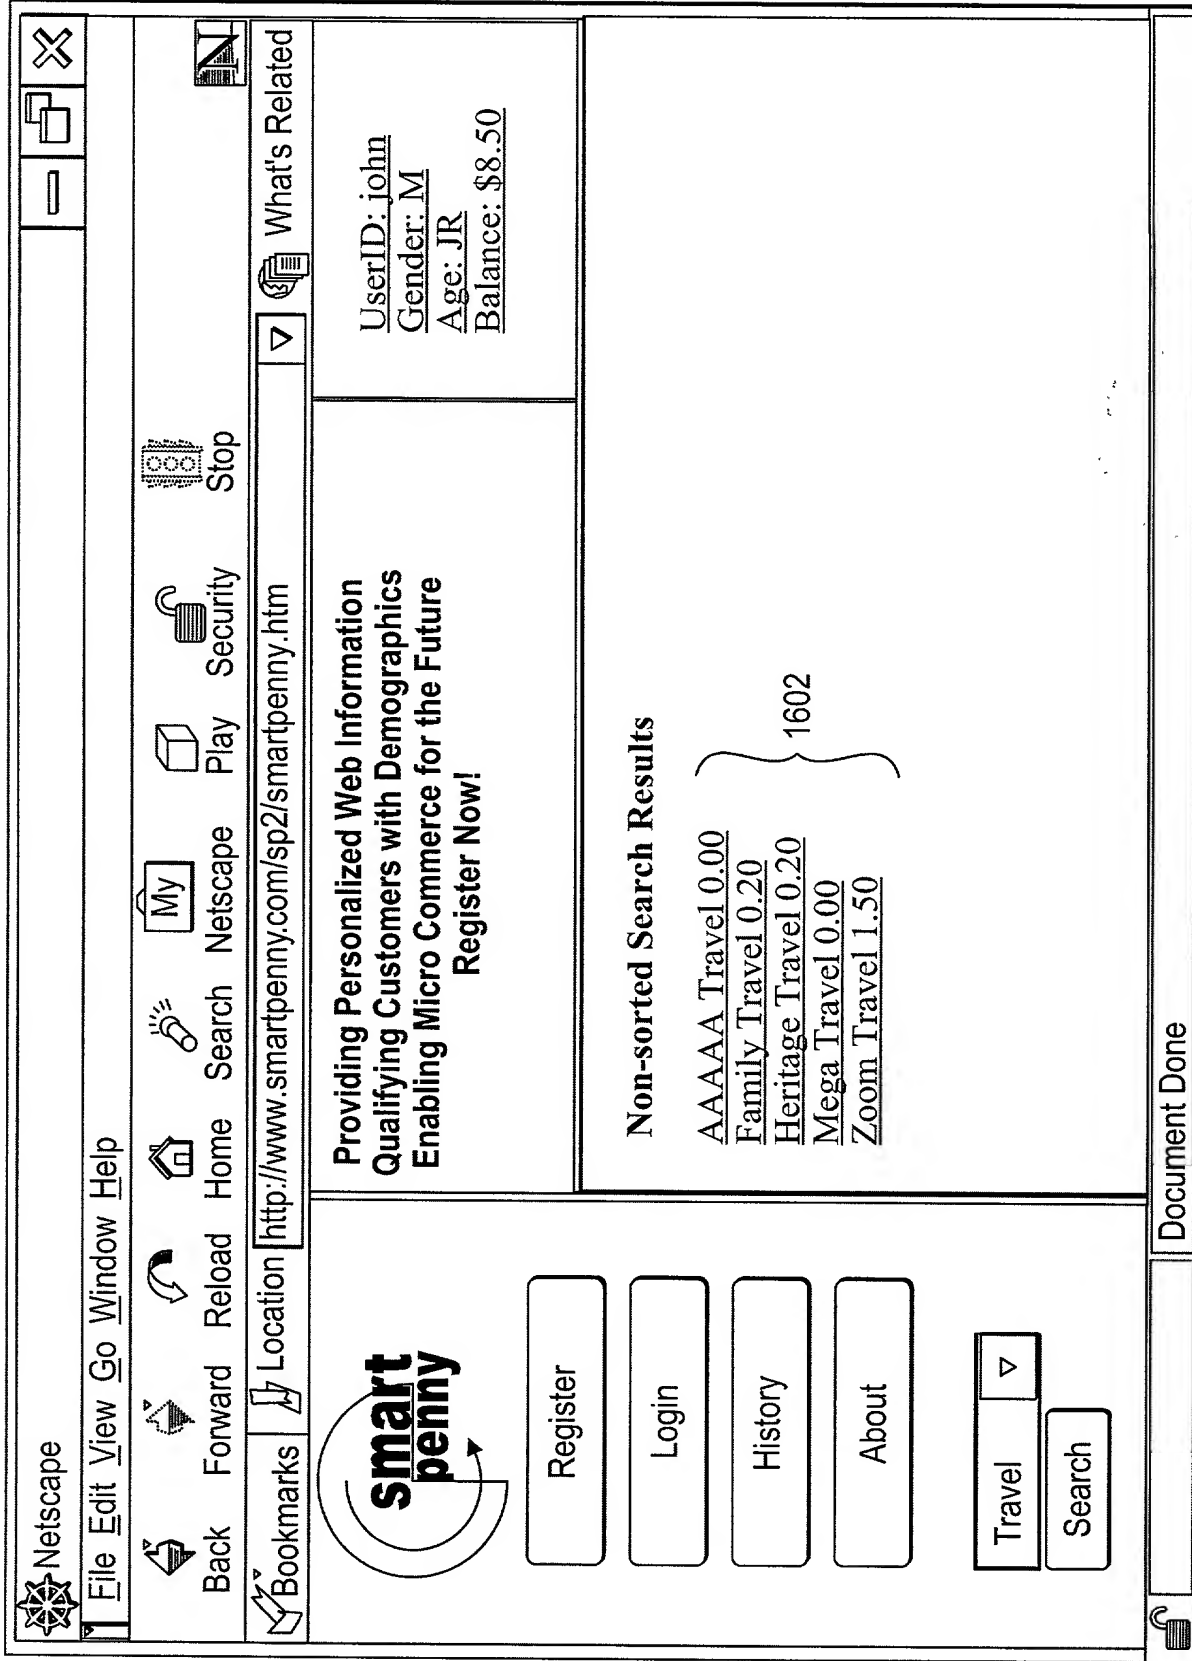 Netscape
File Edit View Go Window Help
Back Forward Reload Home Search Netscape Play Security Stop
My
N
Bookmarks Location http://www.smartpenny.com/sp2/smartpenny.htm What's Related
smart
penny
Register
Login
History
About
Travel
Search
Providing Personalized Web Information
Qualifying Customers with Demographics
Enabling Micro Commerce for the Future
Register Now!
UserID: john
Gender: M
Age: JR
Balance: $8.50
Non-sorted Search Results
AAAAA Travel 0.00
Family Travel 0.20
Heritage Travel 0.20
Mega Travel 0.00
Zoom Travel 1.50
1602
Document Done